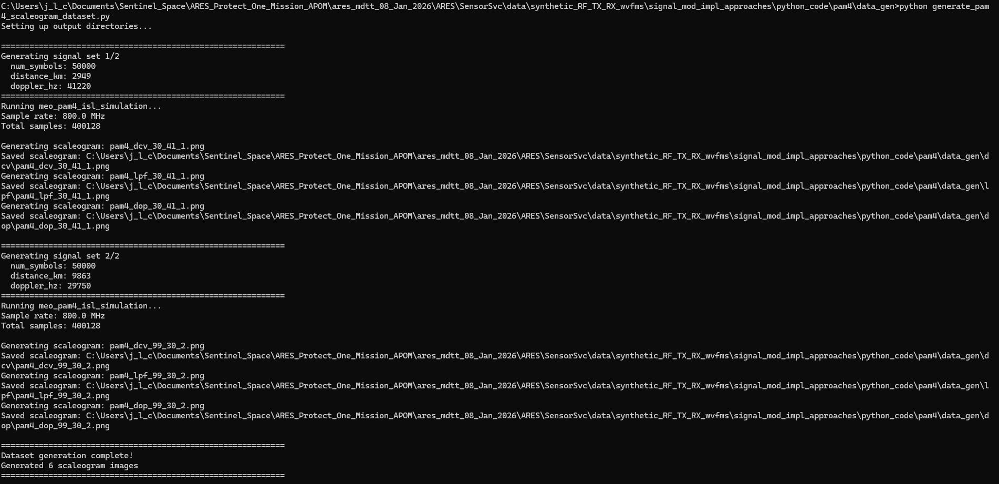 C:\Users\j_l_c\Documents\Sentinel_Space\ARES_Protect_One_Mission_APOM\ares_mdtt_08_Jan_2026\ARES\SensorSvc\data\synthetic_RF_TX_RX_wvfms\signal_mod_impl_approaches\python_code\pam4\data_gen>python generate_pam
4_scaleogram_dataset.py
Setting up output directories...
============================================================
Generating signal set 1/2
  num_symbols: 50000
  distance_km: 2949
  doppler_hz: 41220
============================================================
Running meo_pam4_isl_simulation...
Sample rate: 800.0 MHz
Total samples: 400128
Generating scaleogram: pam4_dcv_30_41_1.png
Saved scaleogram: C:\Users\j_l_c\Documents\Sentinel_Space\ARES_Protect_One_Mission_APOM\ares_mdtt_08_Jan_2026\ARES\SensorSvc\data\synthetic_RF_TX_RX_wvfms\signal_mod_impl_approaches\python_code\pam4\data_gen\d
cv\pam4_dcv_30_41_1.png
Generating scaleogram: pam4_lpf_30_41_1.png
Saved scaleogram: C:\Users\j_l_c\Documents\Sentinel_Space\ARES_Protect_One_Mission_APOM\ares_mdtt_08_Jan_2026\ARES\SensorSvc\data\synthetic_RF_TX_RX_wvfms\signal_mod_impl_approaches\python_code\pam4\data_gen\l
pf\pam4_lpf_30_41_1.png
Generating scaleogram: pam4_dop_30_41_1.png
Saved scaleogram: C:\Users\j_l_c\Documents\Sentinel_Space\ARES_Protect_One_Mission_APOM\ares_mdtt_08_Jan_2026\ARES\SensorSvc\data\synthetic_RF_TX_RX_wvfms\signal_mod_impl_approaches\python_code\pam4\data_gen\d
op\pam4_dop_30_41_1.png
============================================================
Generating signal set 2/2
  num_symbols: 50000
  distance_km: 9863
  doppler_hz: 29750
============================================================
Running meo_pam4_isl_simulation...
Sample rate: 800.0 MHz
Total samples: 400128
Generating scaleogram: pam4_dcv_99_30_2.png
Saved scaleogram: C:\Users\j_l_c\Documents\Sentinel_Space\ARES_Protect_One_Mission_APOM\ares_mdtt_08_Jan_2026\ARES\SensorSvc\data\synthetic_RF_TX_RX_wvfms\signal_mod_impl_approaches\python_code\pam4\data_gen\d
cv\pam4_dcv_99_30_2.png
Generating scaleogram: pam4_lpf_99_30_2.png
Saved scaleogram: C:\Users\j_l_c\Documents\Sentinel_Space\ARES_Protect_One_Mission_APOM\ares_mdtt_08_Jan_2026\ARES\SensorSvc\data\synthetic_RF_TX_RX_wvfms\signal_mod_impl_approaches\python_code\pam4\data_gen\l
pf\pam4_lpf_99_30_2.png
Generating scaleogram: pam4_dop_99_30_2.png
Saved scaleogram: C:\Users\j_l_c\Documents\Sentinel_Space\ARES_Protect_One_Mission_APOM\ares_mdtt_08_Jan_2026\ARES\SensorSvc\data\synthetic_RF_TX_RX_wvfms\signal_mod_impl_approaches\python_code\pam4\data_gen\d
op\pam4_dop_99_30_2.png
============================================================
Dataset generation complete!
Generated 6 scaleogram images
============================================================